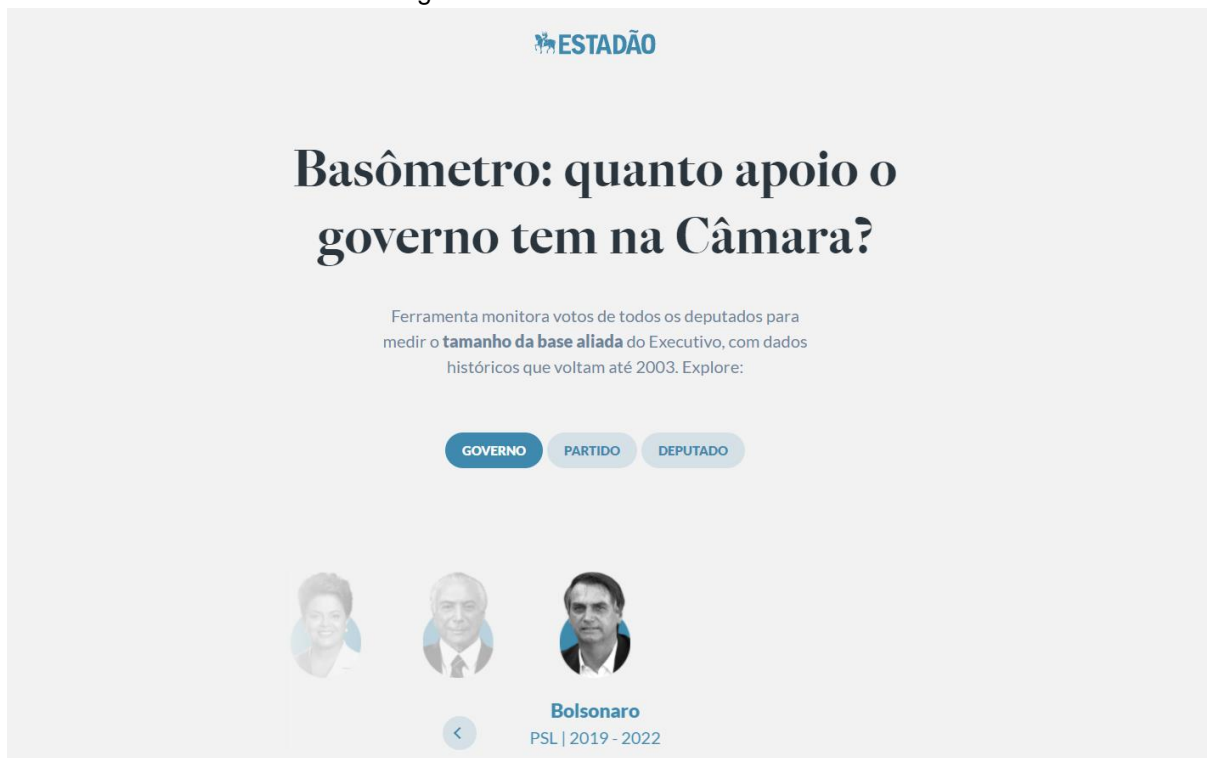 ESTADÃO
Basômetro: quanto apoio o
governo tem na Câmara?
Ferramenta monitora votos de todos os deputados para
medir o tamanho da base aliada do Executivo, com dados
históricos que voltam até 2003. Explore:
GOVERNO PARTIDO DEPUTADO
Bolsonaro
PSL | 2019 - 2022